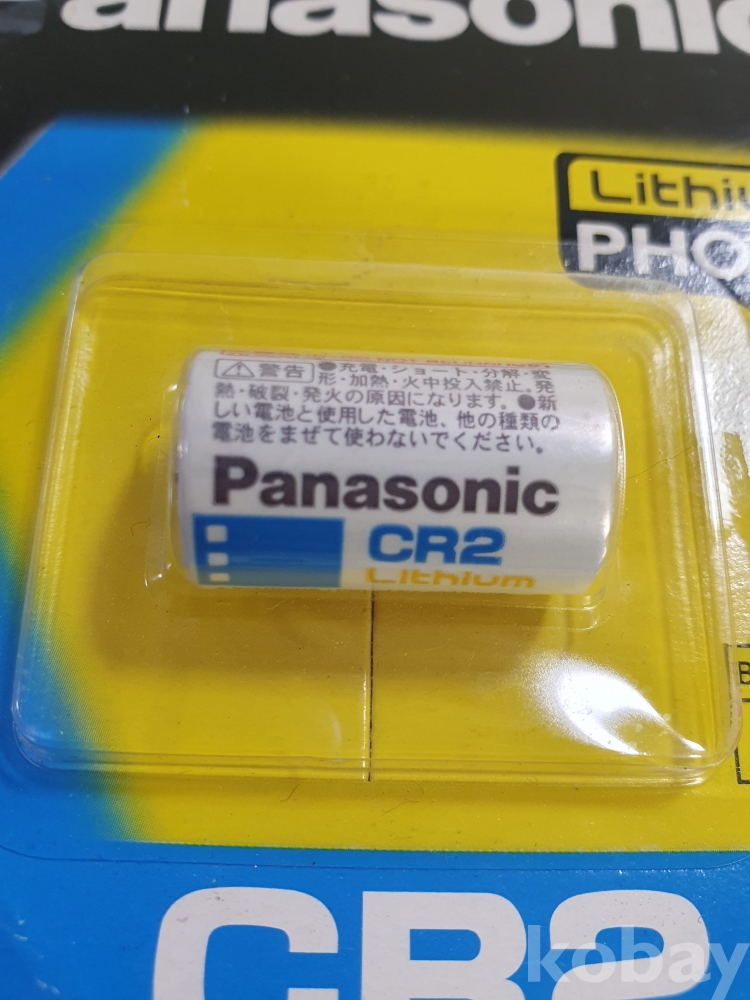 anasonic
Lithiu
PHO
⚠警告 ●充電・ショート・分解・変
形・加熱・火中投入禁止。発
熱・破裂・発火の原因になります。●新
しい電池と使用した電池、他の種類の
電池をまぜて使わないでください。
Panasonic
CR2
Lithium
B
CR2
kobay